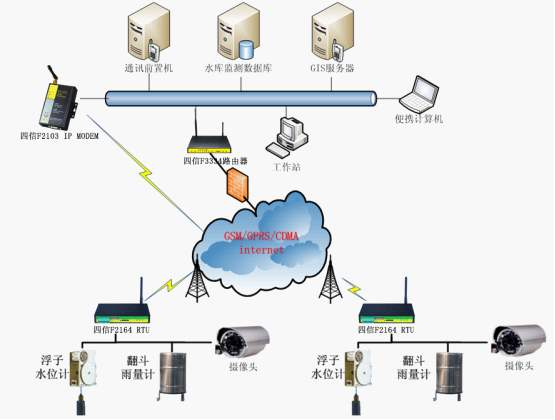 通讯前置机
水库监测数据库
GIS服务器
四信F2103 IP MODEM
便携计算机
四信F3334路由器
工作站
GSM/GPRS/CDMA
internet
四信F2164 RTU
四信F2164 RTU
浮子
水位计
翻斗
雨量计
摄像头
浮子
水位计
翻斗
雨量计
摄像头